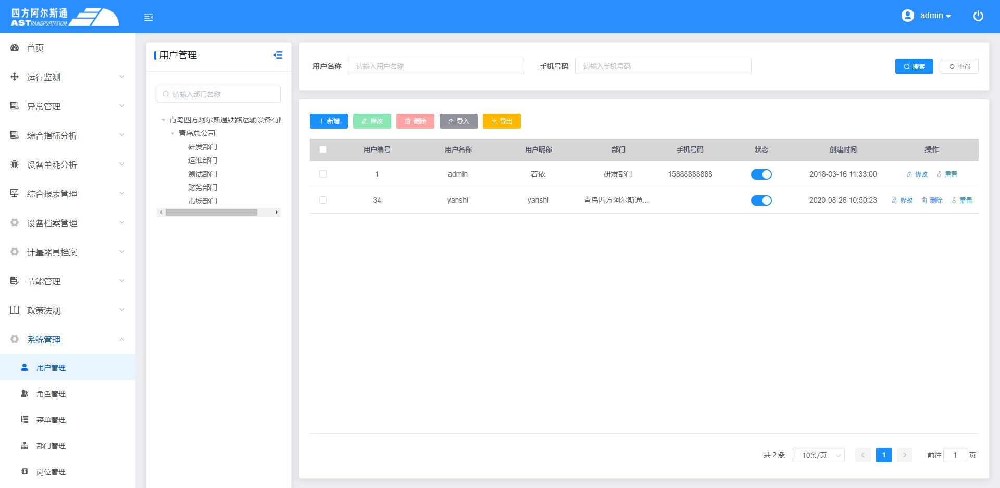 四方阿尔斯通
AST TRANSPORTATION
admin
首页
运行监测
异常管理
综合指标分析
设备单耗分析
综合报表管理
设备档案管理
计量器具档案
节能管理
政策法规
系统管理
用户管理
角色管理
菜单管理
部门管理
岗位管理
用户管理
请输入部门名称
青岛四方阿尔斯通铁路运输设备有
青岛总公司
研发部门
运维部门
测试部门
财务部门
市场部门
用户名称 请输入用户名称 手机号码 请输入手机号码 搜索 重置
新增 修改 删除 导入 导出
用户编号 用户名称 用户昵称 部门 手机号码 状态 创建时间 操作
1 admin 若依 研发部门 15888888888 2018-03-16 11:33:00 修改 重置
34 yanshi yanshi 青岛四方阿尔斯通... 2020-08-26 10:50:23 修改 删除 重置
共 2 条 10条/页 1 前往 1 页